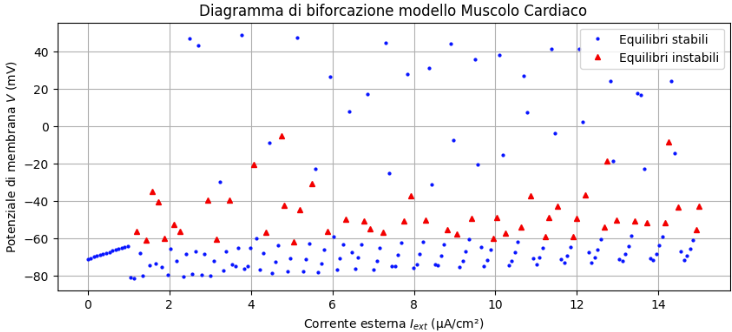 Diagramma di biforcazione modello Muscolo Cardiaco
Potenziale di membrana V (mV)
40
20
0
−20
−40
−60
−80
Equilibri stabili
Equilibri instabili
0 2 4 6 8 10 12 14
Corrente esterna I_ext (μA/cm²)